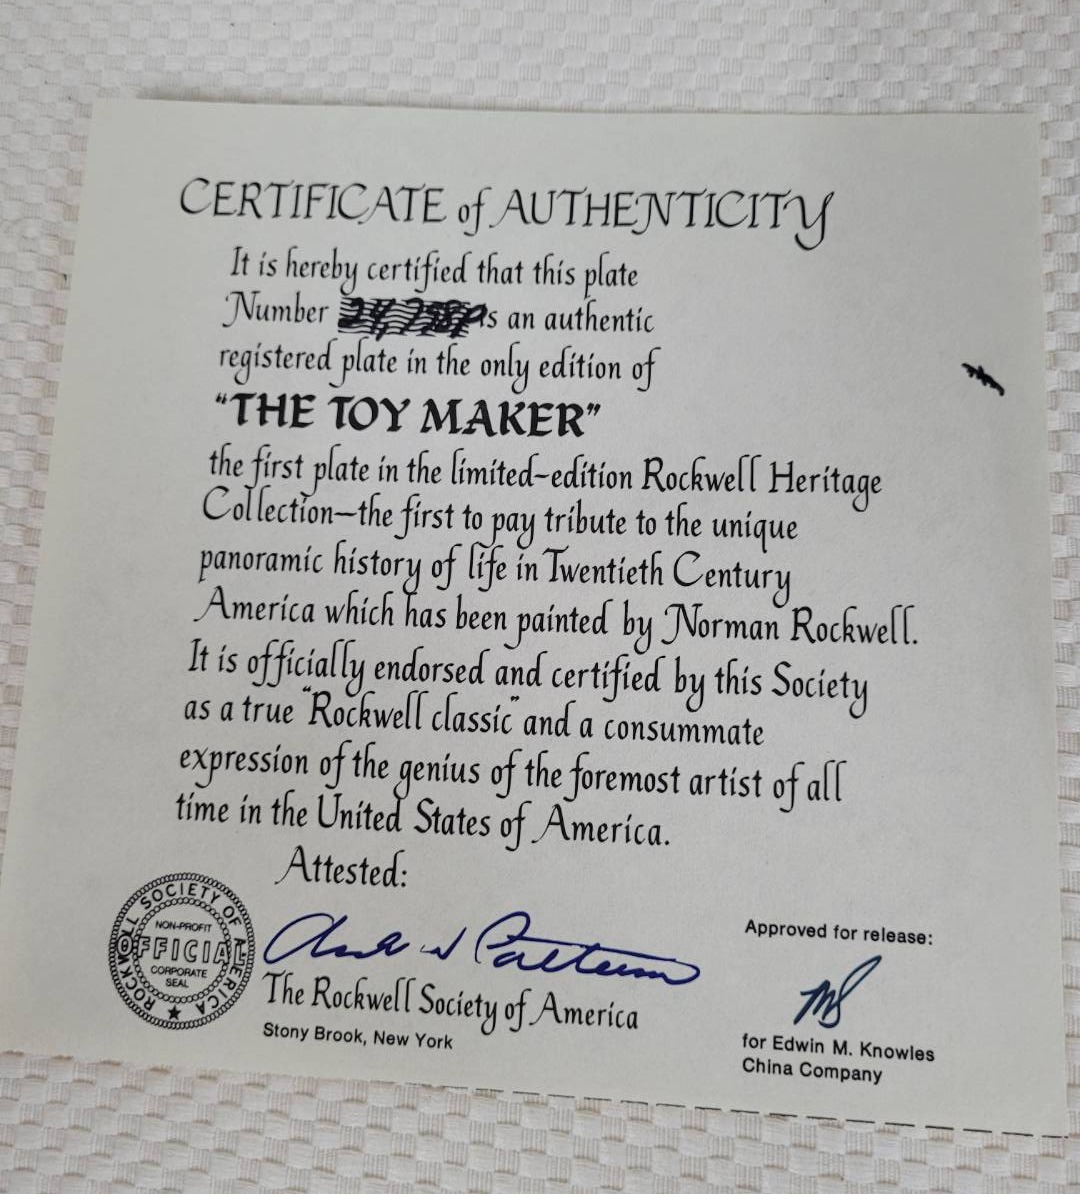 CERTIFICATE of AUTHENTICITY
It is hereby certified that this plate
Number is an authentic
registered plate in the only edition of
"THE TOY MAKER"
the first plate in the limited-edition Rockwell Heritage
Collection—the first to pay tribute to the unique
panoramic history of life in Twentieth Century
America which has been painted by Norman Rockwell.
It is officially endorsed and certified by this Society
as a true "Rockwell classic" and a consummate
expression of the genius of the foremost artist of all
time in the United States of America.
Attested:
ROCKWELL SOCIETY OF AMERICA
NON-PROFIT
OFFICIAL
CORPORATE
SEAL
The Rockwell Society of America
Stony Brook, New York
Approved for release:
for Edwin M. Knowles
China Company